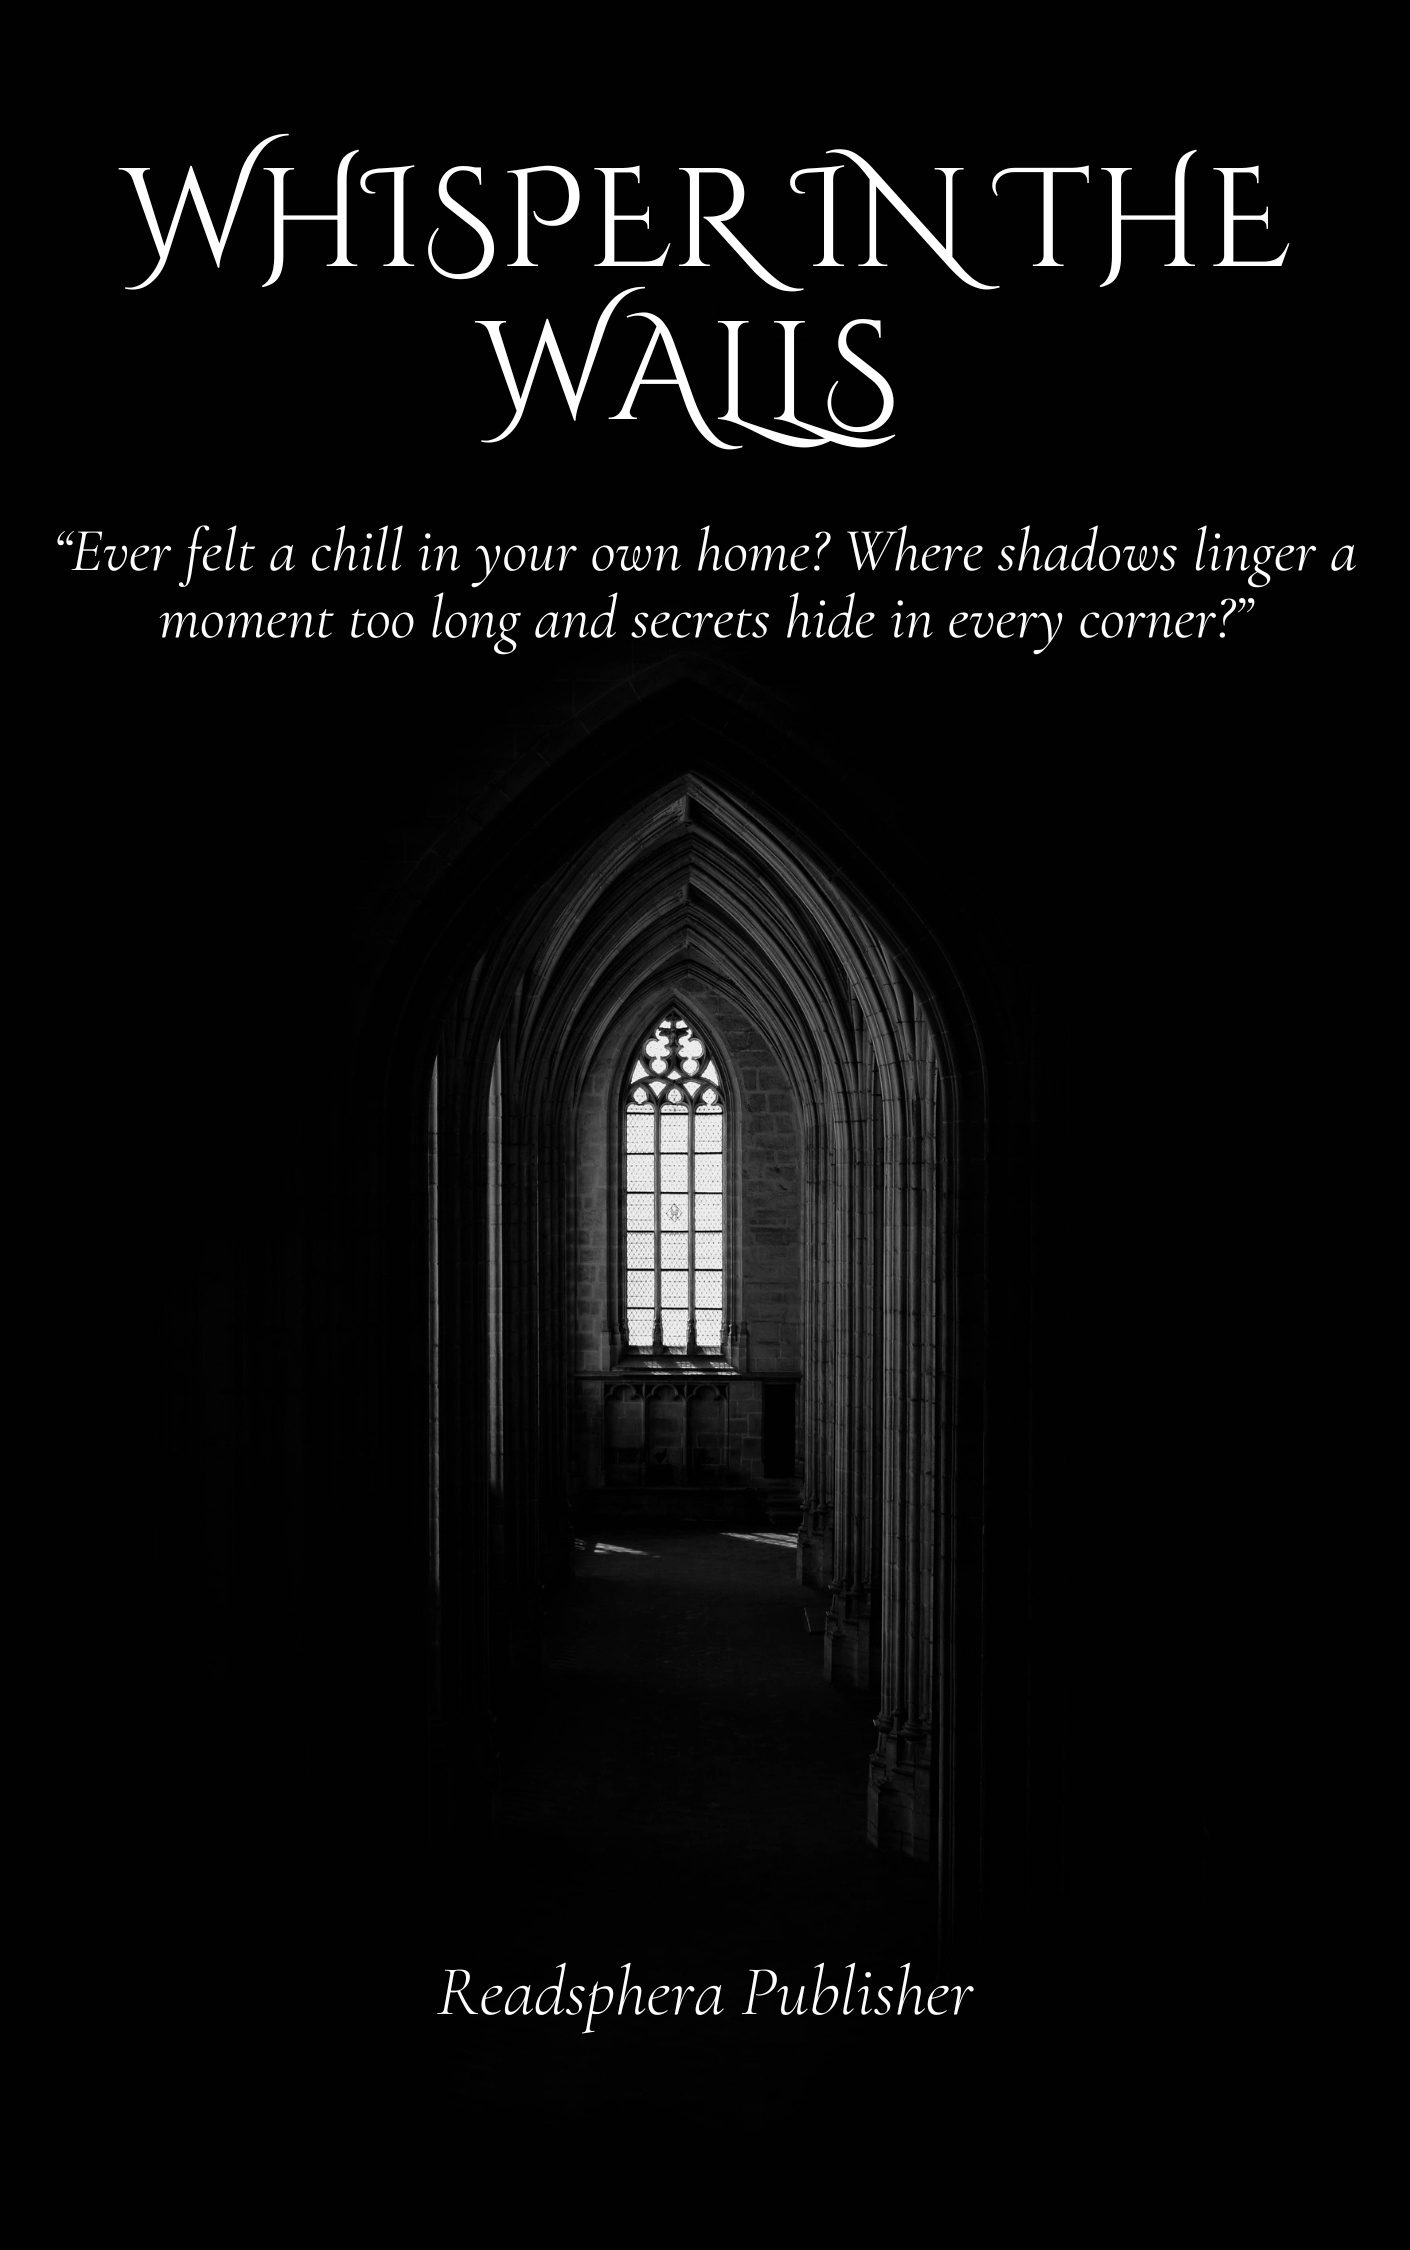 WHISPER IN THE
WALLS
“Ever felt a chill in your own home? Where shadows linger a
moment too long and secrets hide in every corner?”
Readsphera Publisher